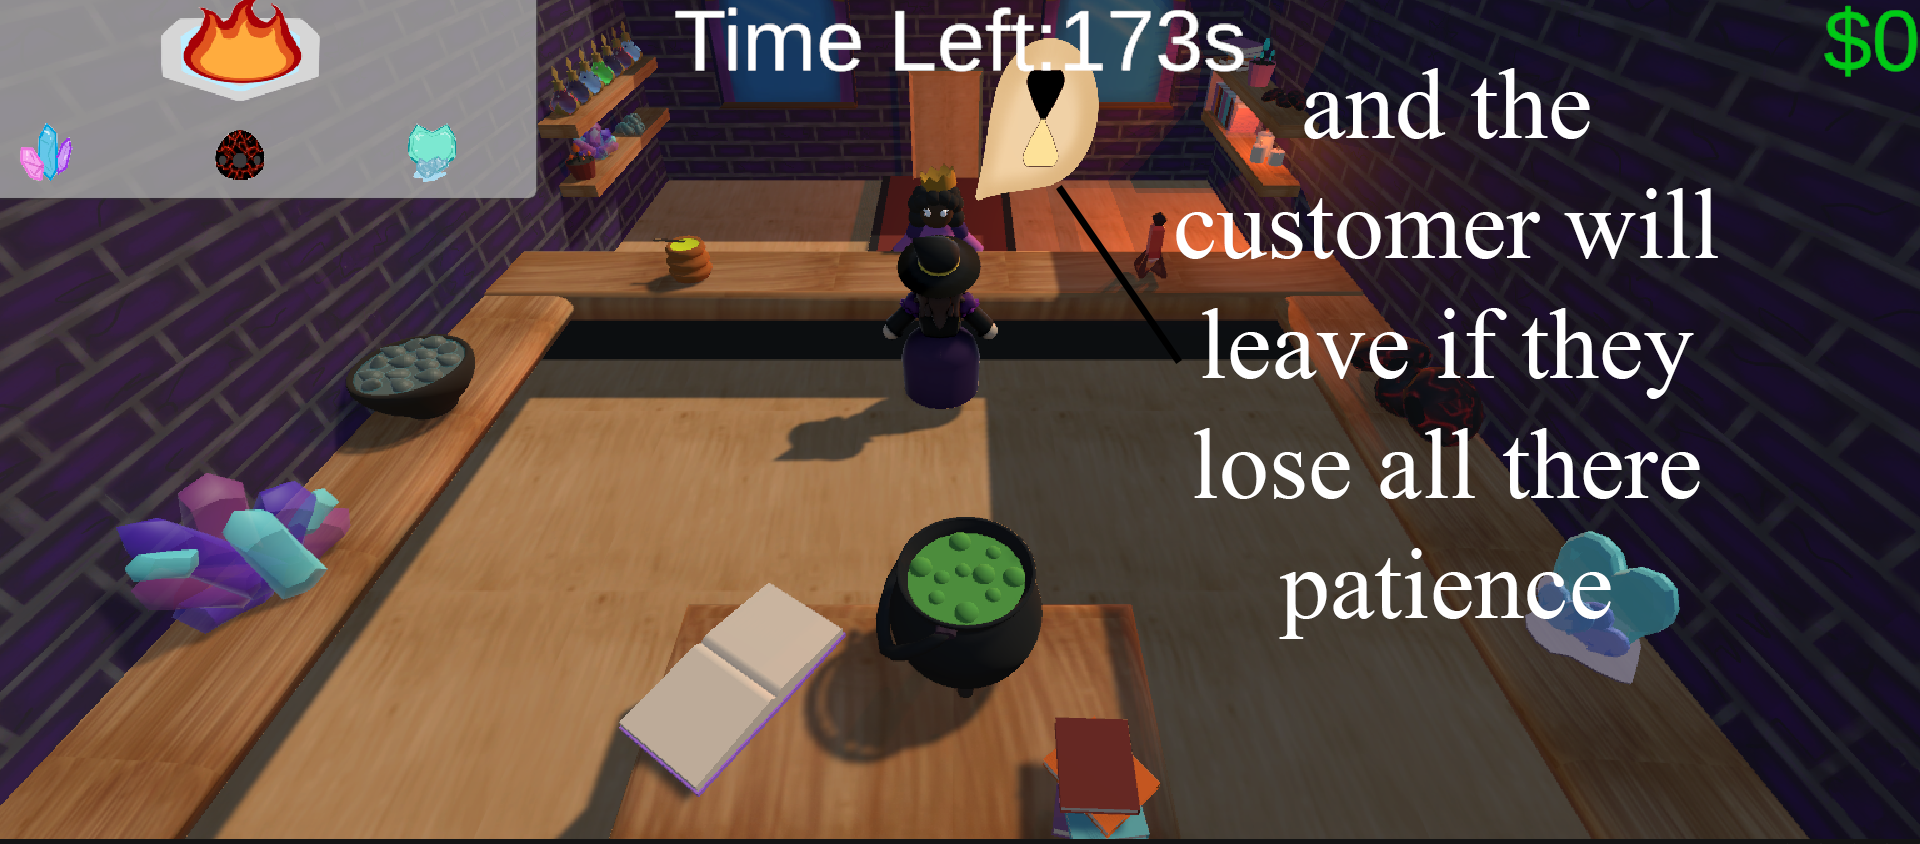 Time Left:173s
$0
and the
customer will
leave if they
lose all there
patience